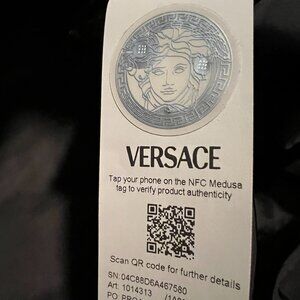 VERSACE
Tap your phone on the NFC Medusa
tag to verify product authenticity
Scan QR code for further details
SN:04C88D6A467580
Art: 1014313